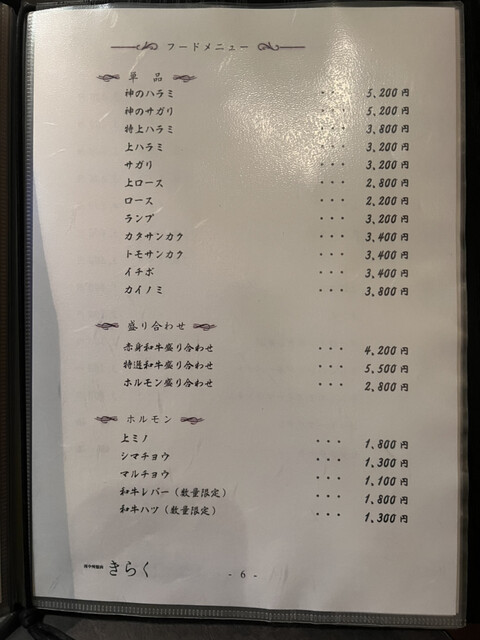 フードメニュー
単品
神のハラミ ・・・ 5,200円
神のサガリ ・・・ 5,200円
特上ハラミ ・・・ 3,800円
上ハラミ ・・・ 3,200円
サガリ ・・・ 3,200円
上ロース ・・・ 2,800円
ロース ・・・ 2,200円
ランプ ・・・ 3,200円
カタサンカク ・・・ 3,400円
トモサンカク ・・・ 3,400円
イチボ ・・・ 3,400円
カイノミ ・・・ 3,800円
盛り合わせ
赤身和牛盛り合わせ ・・・ 4,200円
特選和牛盛り合わせ ・・・ 5,500円
ホルモン盛り合わせ ・・・ 2,800円
ホルモン
上ミノ ・・・ 1,800円
シマチョウ ・・・ 1,300円
マルチョウ ・・・ 1,100円
和牛レバー（数量限定） ・・・ 1,800円
和牛ハツ（数量限定） ・・・ 1,300円
きらく
- 6 -